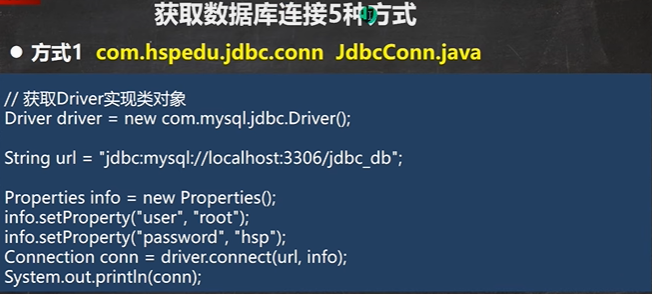 获取数据库连接5种方式
● 方式1 com.hspedu.jdbc.conn JdbcConn.java
// 获取Driver实现类对象
Driver driver = new com.mysql.jdbc.Driver();
String url = "jdbc:mysql://localhost:3306/jdbc_db";
Properties info = new Properties();
info.setProperty("user", "root");
info.setProperty("password", "hsp");
Connection conn = driver.connect(url, info);
System.out.println(conn);